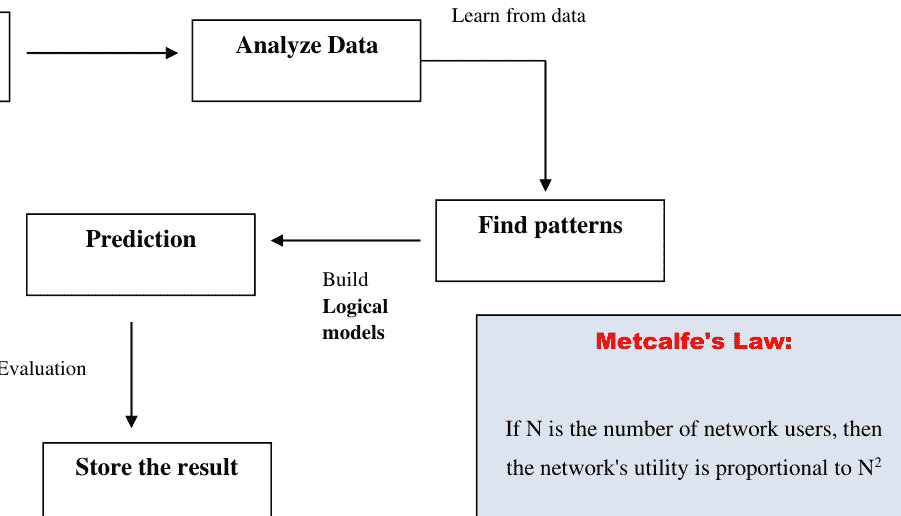 Learn from data
Analyze Data
Find patterns
Prediction
Build
Logical
models
Metcalfe's Law:
Evaluation
If N is the number of network users, then
the network's utility is proportional to N²
Store the result